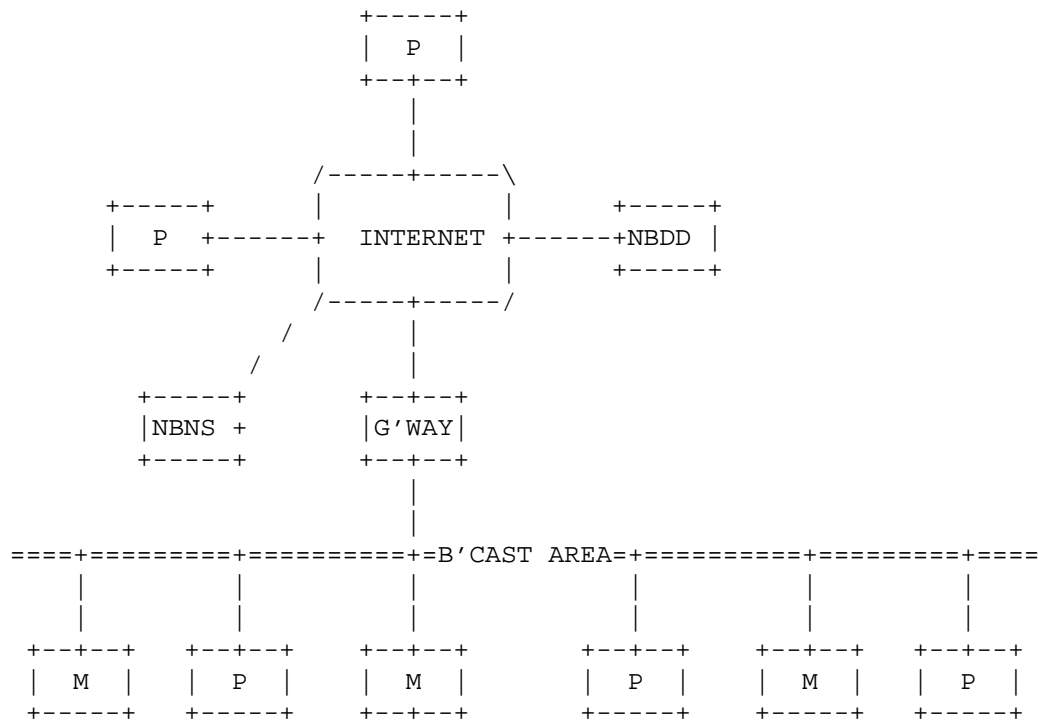 P
P INTERNET NBDD
NBNS G'WAY
B'CAST AREA
M P M P M P